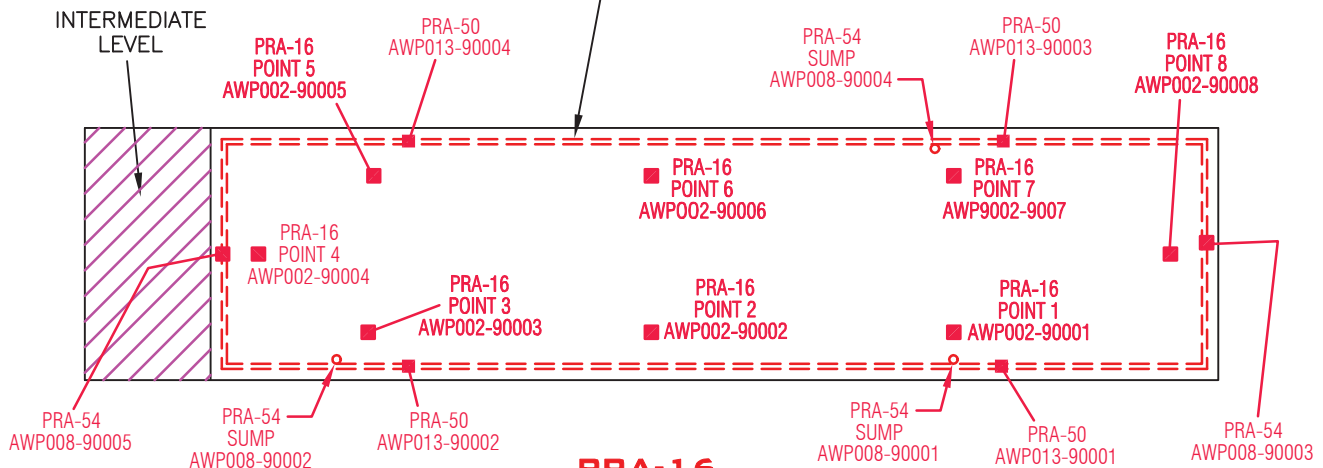 INTERMEDIATE
LEVEL
PRA-16
POINT 5
AWP002-90005
PRA-50
AWP013-90004
PRA-54
SUMP
AWP008-90004
PRA-50
AWP013-90003
PRA-16
POINT 8
AWP002-90008
PRA-16
POINT 6
AWP002-90006
PRA-16
POINT 7
AWP9002-9007
PRA-16
POINT 4
AWP002-90004
PRA-16
POINT 3
AWP002-90003
PRA-16
POINT 2
AWP002-90002
PRA-16
POINT 1
AWP002-90001
PRA-54
AWP008-90005
PRA-54
SUMP
AWP008-90002
PRA-50
AWP013-90002
PRA-16
PRA-54
SUMP
AWP008-90001
PRA-50
AWP013-90001
PRA-54
AWP008-90003